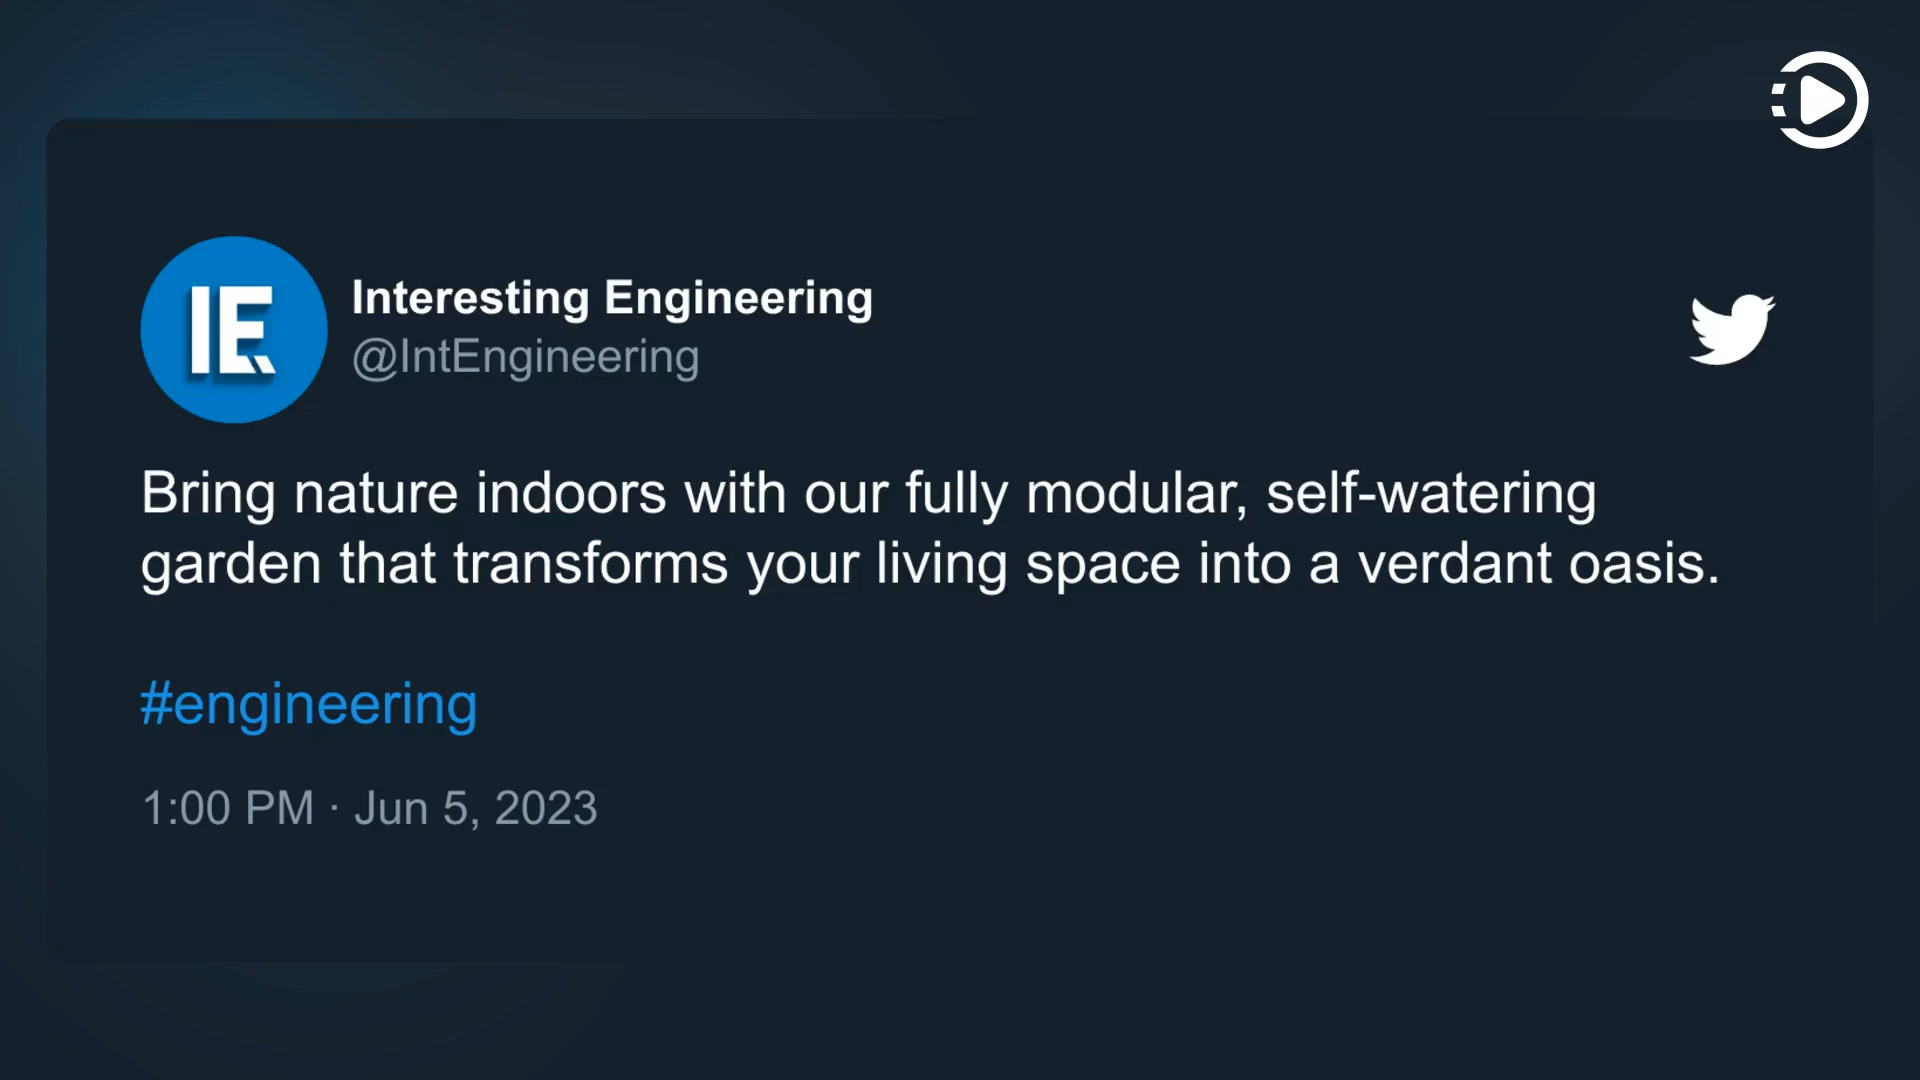 IE
Interesting Engineering
@IntEngineering
Bring nature indoors with our fully modular, self-watering
garden that transforms your living space into a verdant oasis.
#engineering
1:00 PM · Jun 5, 2023